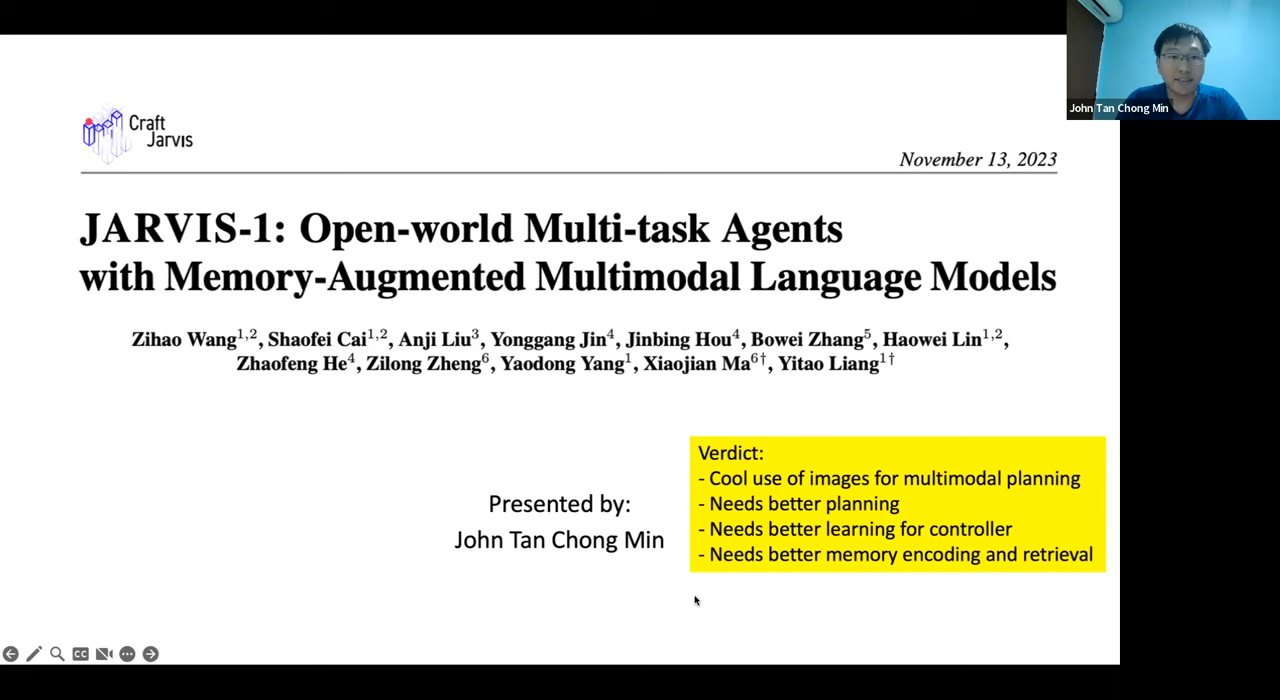 John Tan Chong Min
Craft
Jarvis
November 13, 2023
JARVIS-1: Open-world Multi-task Agents
with Memory-Augmented Multimodal Language Models
Zihao Wang1,2, Shaofei Cai1,2, Anji Liu3, Yonggang Jin4, Jinbing Hou4, Bowei Zhang5, Haowei Lin1,2,
Zhaofeng He4, Zilong Zheng6, Yaodong Yang1, Xiaojian Ma6†, Yitao Liang1†
Presented by:
John Tan Chong Min
Verdict:
- Cool use of images for multimodal planning
- Needs better planning
- Needs better learning for controller
- Needs better memory encoding and retrieval
CC